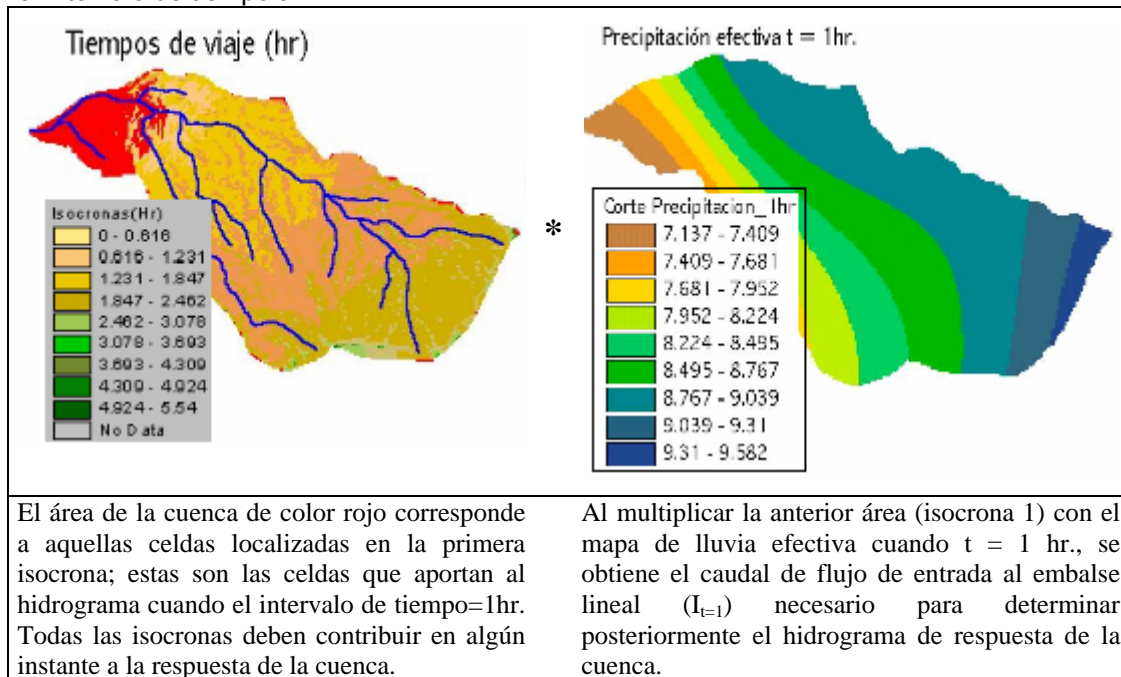 Tiempos de viaje (hr)
Isocronas(Hr)
0 - 0.616
0.616 - 1.231
1.231 - 1.847
1.847 - 2.462
2.462 - 3.078
3.078 - 3.693
3.693 - 4.309
4.309 - 4.924
4.924 - 5.54
No Data
*
Precipitación efectiva t = 1hr.
Corte Precipitacion_ 1hr
7.137 - 7.409
7.409 - 7.681
7.681 - 7.952
7.952 - 8.224
8.224 - 8.495
8.495 - 8.767
8.767 - 9.039
9.039 - 9.31
9.31 - 9.582
El área de la cuenca de color rojo corresponde
a aquellas celdas localizadas en la primera
isocrona; estas son las celdas que aportan al
hidrograma cuando el intervalo de tiempo=1hr.
Todas las isocronas deben contribuir en algún
instante a la respuesta de la cuenca.
Al multiplicar la anterior área (isocrona 1) con el
mapa de lluvia efectiva cuando t = 1 hr., se
obtiene el caudal de flujo de entrada al embalse
lineal (I_{t=1}) necesario para determinar
posteriormente el hidrograma de respuesta de la
cuenca.